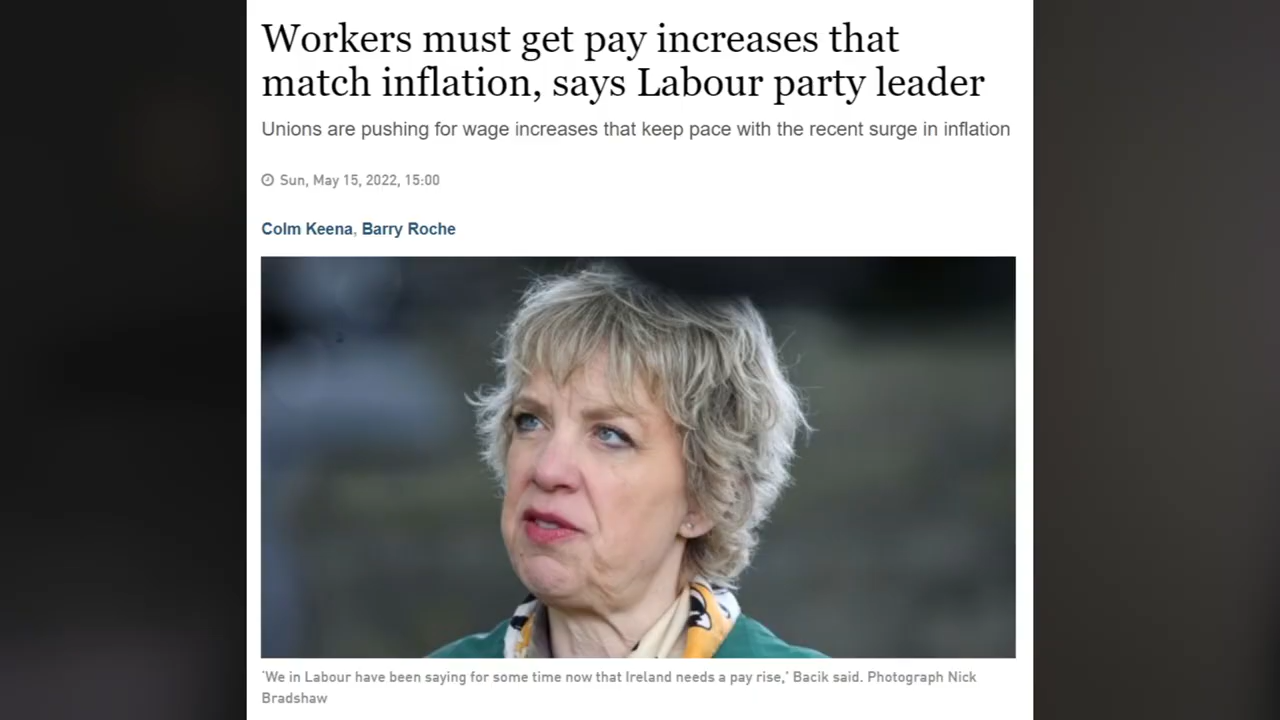 Workers must get pay increases that
match inflation, says Labour party leader
Unions are pushing for wage increases that keep pace with the recent surge in inflation
Sun, May 15, 2022, 15:00
Colm Keena, Barry Roche
'We in Labour have been saying for some time now that Ireland needs a pay rise,' Bacik said. Photograph Nick
Bradshaw